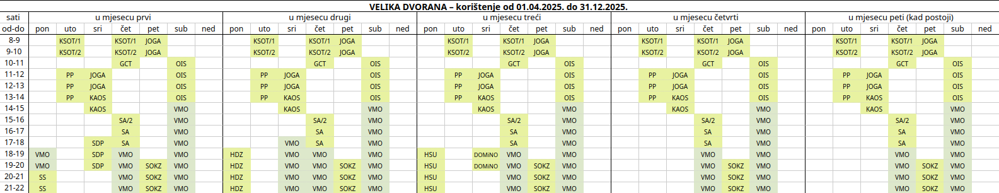 VELIKA DVORANA – korištenje od 01.04.2025. do 31.12.2025.
sati u mjesecu prvi u mjesecu drugi u mjesecu treći u mjesecu četvrti u mjesecu peti (kad postoji)
od-do pon uto sri čet pet sub ned pon uto sri čet pet sub ned pon uto sri čet pet sub ned pon uto sri čet pet sub ned pon uto sri čet pet sub ned
8-9 KSOT/1 KSOT/1 JOGA KSOT/1 KSOT/1 JOGA KSOT/1 KSOT/1 JOGA KSOT/1 KSOT/1 JOGA KSOT/1 KSOT/1 JOGA
9-10 KSOT/2 KSOT/2 JOGA KSOT/2 KSOT/2 JOGA KSOT/2 KSOT/2 JOGA KSOT/2 KSOT/2 JOGA KSOT/2 KSOT/2 JOGA
10-11 GCT OIS GCT OIS GCT OIS GCT OIS GCT OIS
11-12 PP JOGA OIS PP JOGA OIS PP JOGA OIS PP JOGA OIS PP JOGA OIS
12-13 PP JOGA OIS PP JOGA OIS PP JOGA OIS PP JOGA OIS PP JOGA OIS
13-14 PP KAOS OIS PP KAOS OIS PP KAOS OIS PP KAOS OIS PP KAOS OIS
14-15 KAOS VMO KAOS VMO KAOS VMO KAOS VMO KAOS VMO
15-16 SA/2 VMO SA/2 VMO SA/2 VMO SA/2 VMO SA/2 VMO
16-17 SA VMO SA VMO SA VMO SA VMO SA VMO
17-18 SDP SA VMO VMO SA VMO SA VMO SA VMO SA VMO
18-19 VMO SDP VMO VMO HDZ VMO VMO VMO HSU DOMiNO VMO VMO VMO VMO VMO VMO
19-20 VMO SDP VMO SOKZ VMO HDZ VMO VMO SOKZ VMO HSU DOMiNO VMO SOKZ VMO VMO SOKZ VMO VMO SOKZ VMO
20-21 SS VMO SOKZ VMO HDZ VMO VMO SOKZ VMO HSU VMO SOKZ VMO VMO SOKZ VMO VMO SOKZ VMO
21-22 SS VMO SOKZ VMO HDZ VMO VMO SOKZ VMO HSU VMO SOKZ VMO VMO SOKZ VMO VMO SOKZ VMO